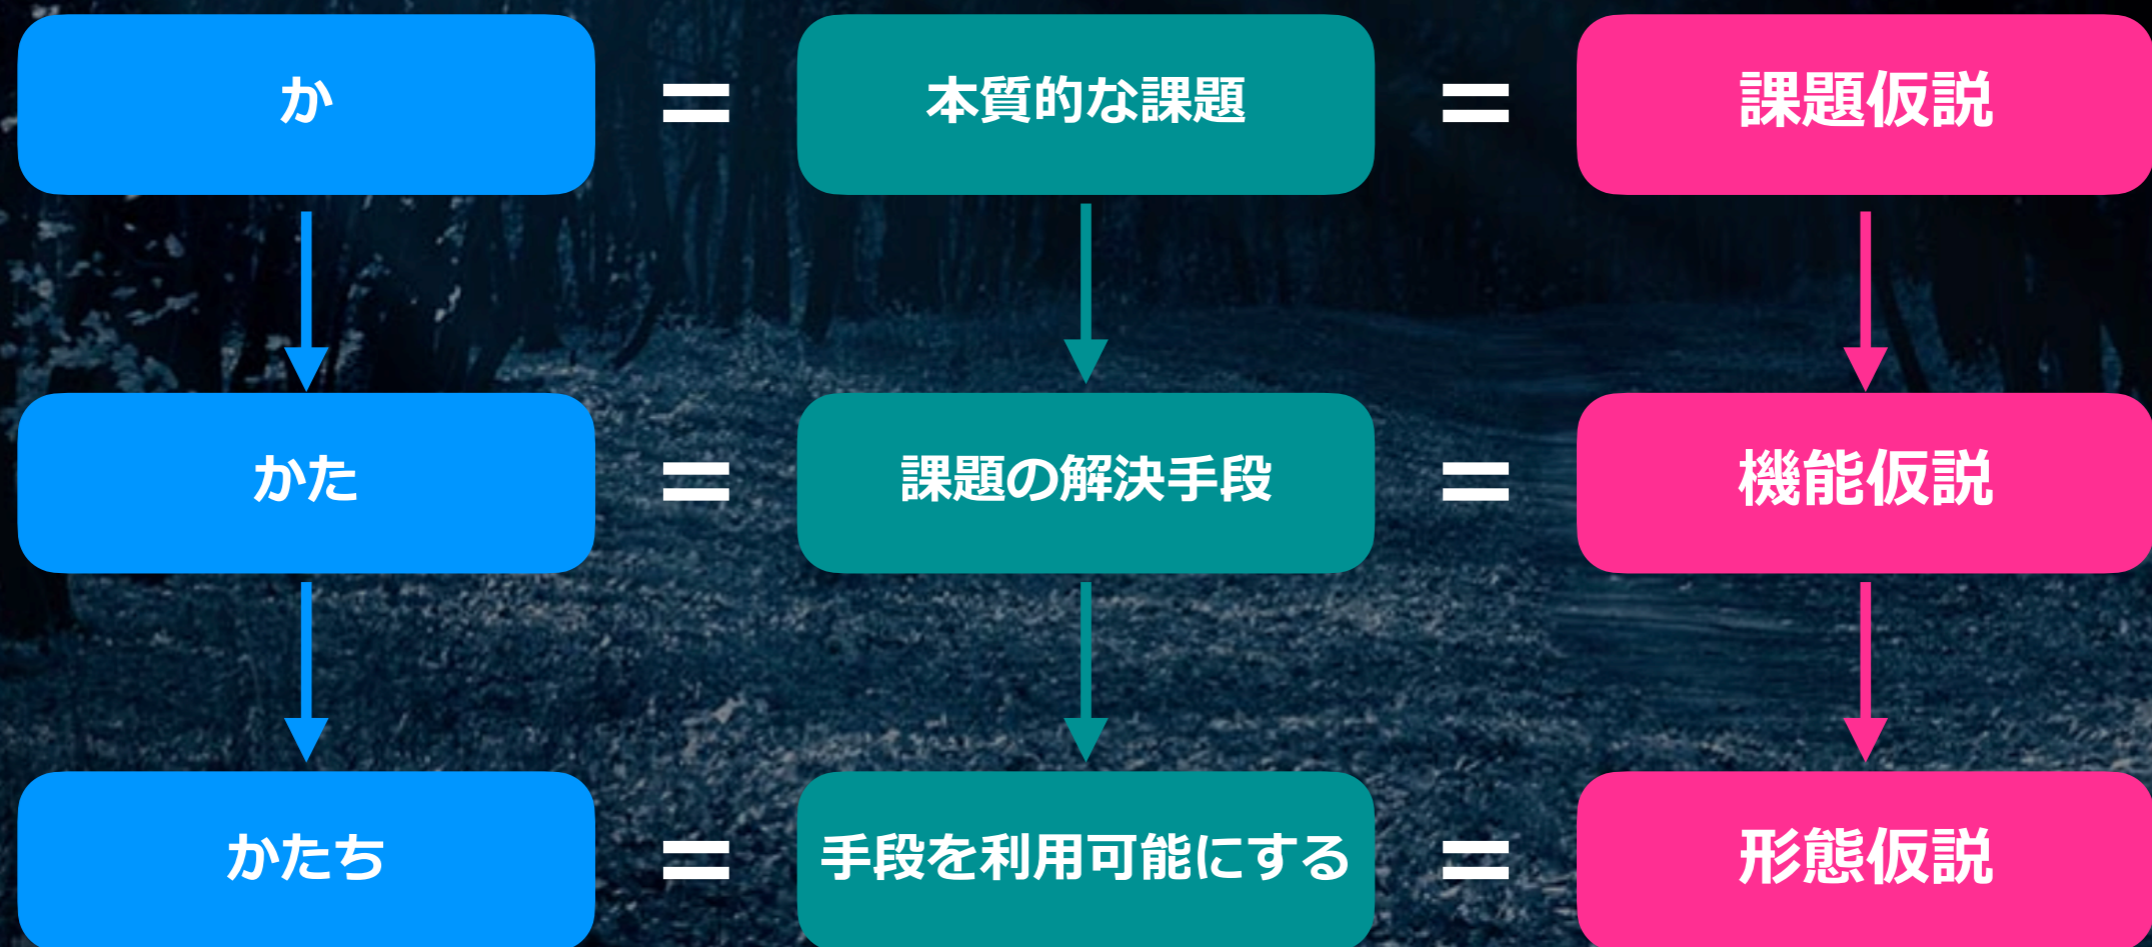 か
=
本質的な課題
=
課題仮説
かた
=
課題の解決手段
=
機能仮説
かたち
=
手段を利用可能にする
=
形態仮説